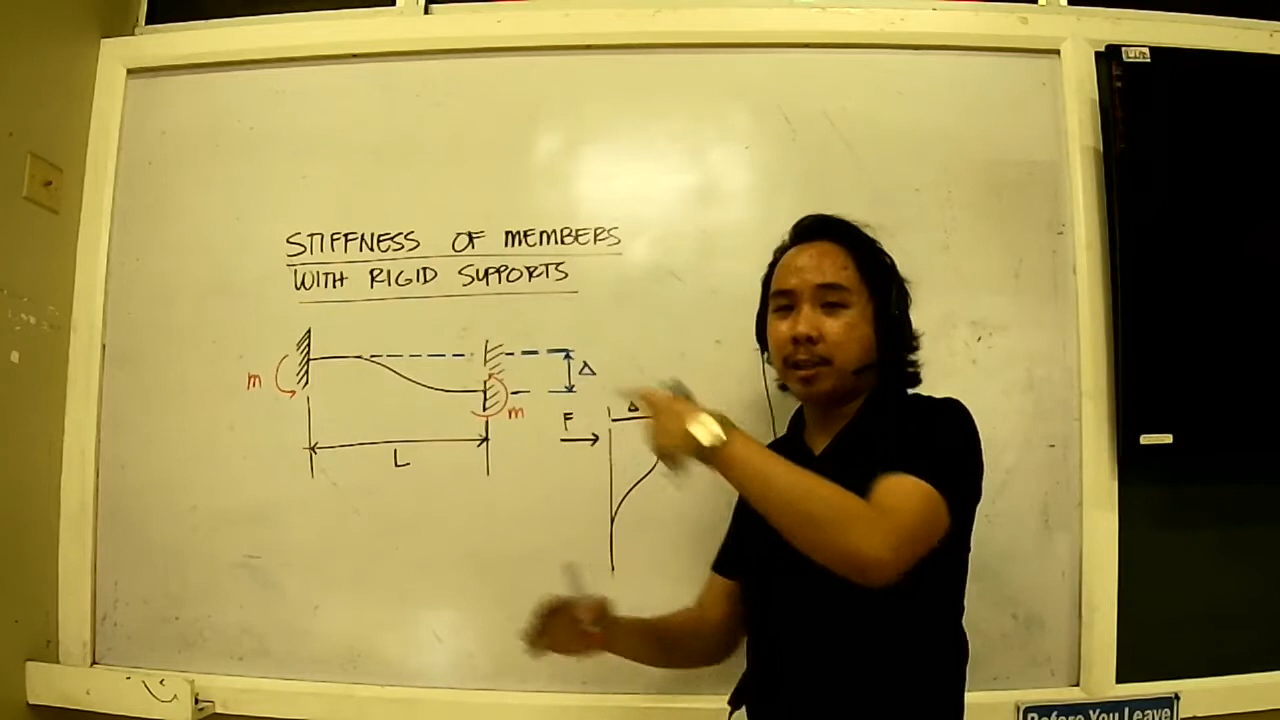 STIFFNESS OF MEMBERS
WITH RIGID SUPPORTS
m
Δ
m
L
F
Δ
Before You Leave